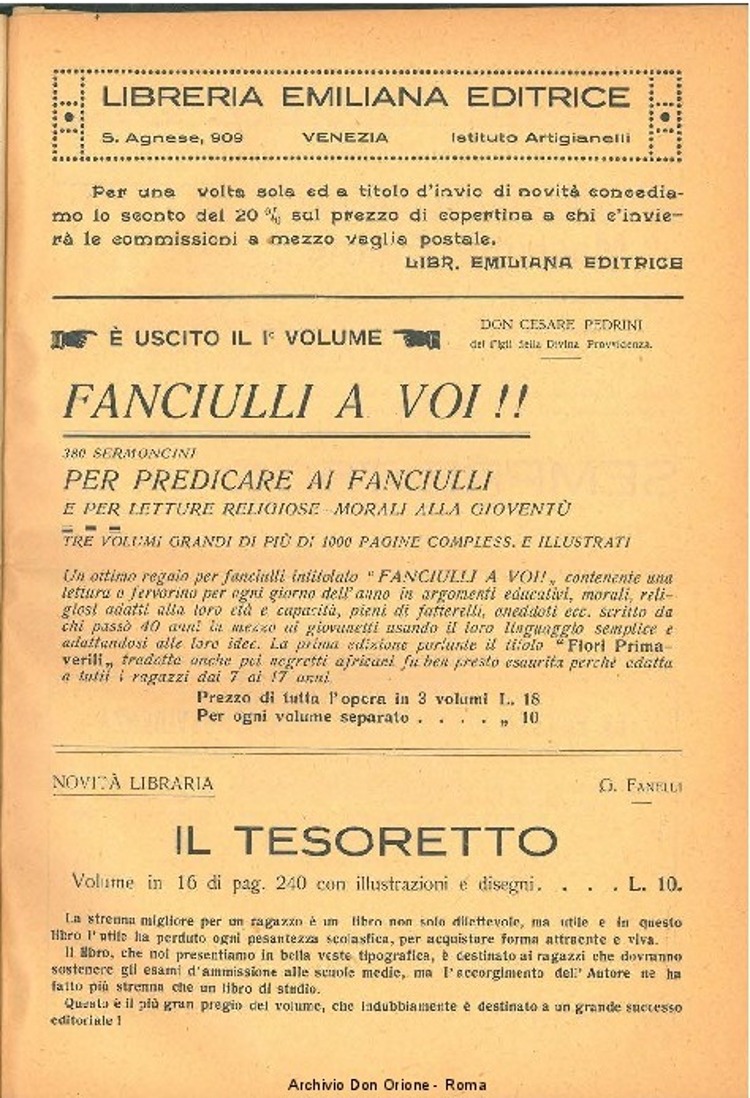 LIBRERIA EMILIANA EDITRICE
S. Agnese, 909 VENEZIA Istituto Artigianelli
Per una volta sola ed a titolo d'invio di novità concedia-
mo lo sconto del 20 % sul prezzo di copertina a chi c'invie-
rà le commissioni a mezzo vaglia postale.
LIBR. EMILIANA EDITRICE
È USCITO IL I° VOLUME
DON CESARE PEDRINI
dei Figli della Divina Provvidenza.
FANCIULLI A VOI !!
380 SERMONCINI
PER PREDICARE AI FANCIULLI
E PER LETTURE RELIGIOSE - MORALI ALLA GIOVENTÙ
TRE VOLUMI GRANDI DI PIÙ DI 1000 PAGINE COMPLESS. E ILLUSTRATI
Un ottimo regalo per fanciulli intitolato "FANCIULLI A VOI!„ contenente una
lettura o fervorino per ogni giorno dell'anno in argomenti educativi, morali, reli-
giosi adatti alla loro età e capacità, pieni di fatterelli, aneddoti ecc. scritto da
chi passò 40 anni in mezzo ai giovanetti usando il loro linguaggio semplice e
adattandosi alle loro idee. La prima edizione portante il titolo "Fiori Prima-
verili„ tradotta anche pei negretti africani fu ben presto esaurita perchè adatta
a tutti i ragazzi dai 7 ai 17 anni.
Prezzo di tutta l'opera in 3 volumi L. 18
Per ogni volume separato . . . . „ 10
NOVITÀ LIBRARIA
G. FANELLI
IL TESORETTO
Volume in 16 di pag. 240 con illustrazioni e disegni. . . . . L. 10.
La strenna migliore per un ragazzo è un libro non solo dilettevole, ma utile e in questo
libro l'utile ha perduto ogni pesantezza scolastica, per acquistare forma attraente e viva.
Il libro, che noi presentiamo in bella veste tipografica, è destinato ai ragazzi che dovranno
sostenere gli esami d'ammissione alle scuole medie, ma l'accorgimento dell'Autore ne ha
fatto più strenna che un libro di studio.
Questo è il più gran pregio del volume, che indubbiamente è destinato a un grande successo
editoriale !
Archivio Don Orione - Roma